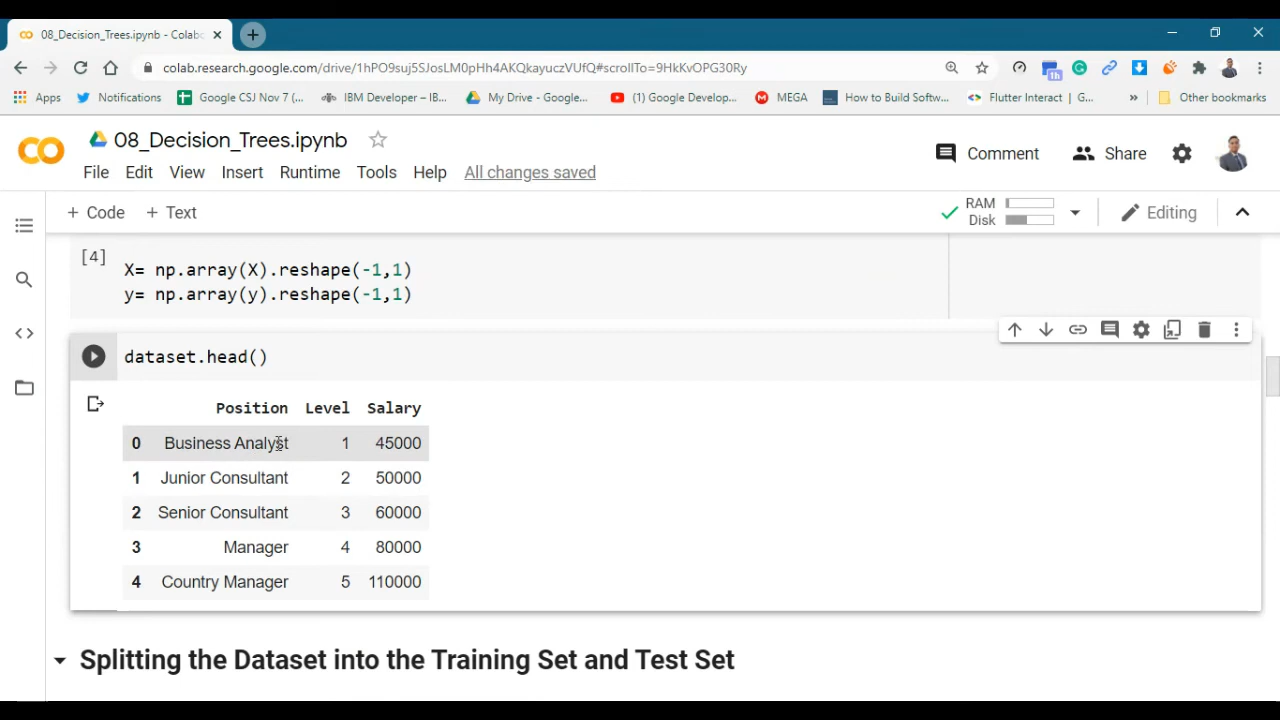 08_Decision_Trees.ipynb - Colab
colab.research.google.com/drive/1hPO9suj5SJosLM0pHh4AKQkayuczVUfQ#scrollTo=9HkKvOPG30Ry
1h
Apps Notifications Google CSJ Nov 7 (... IBM Developer – IB... My Drive - Google... (1) Google Develop... MEGA How to Build Softw... Flutter Interact | G... » Other bookmarks
CO 08_Decision_Trees.ipynb
Comment Share
File Edit View Insert Runtime Tools Help All changes saved
+ Code + Text
RAM
Disk
Editing
[4]
X= np.array(X).reshape(-1,1)
y= np.array(y).reshape(-1,1)
dataset.head()
Position Level Salary
0 Business Analyst 1 45000
1 Junior Consultant 2 50000
2 Senior Consultant 3 60000
3 Manager 4 80000
4 Country Manager 5 110000
Splitting the Dataset into the Training Set and Test Set